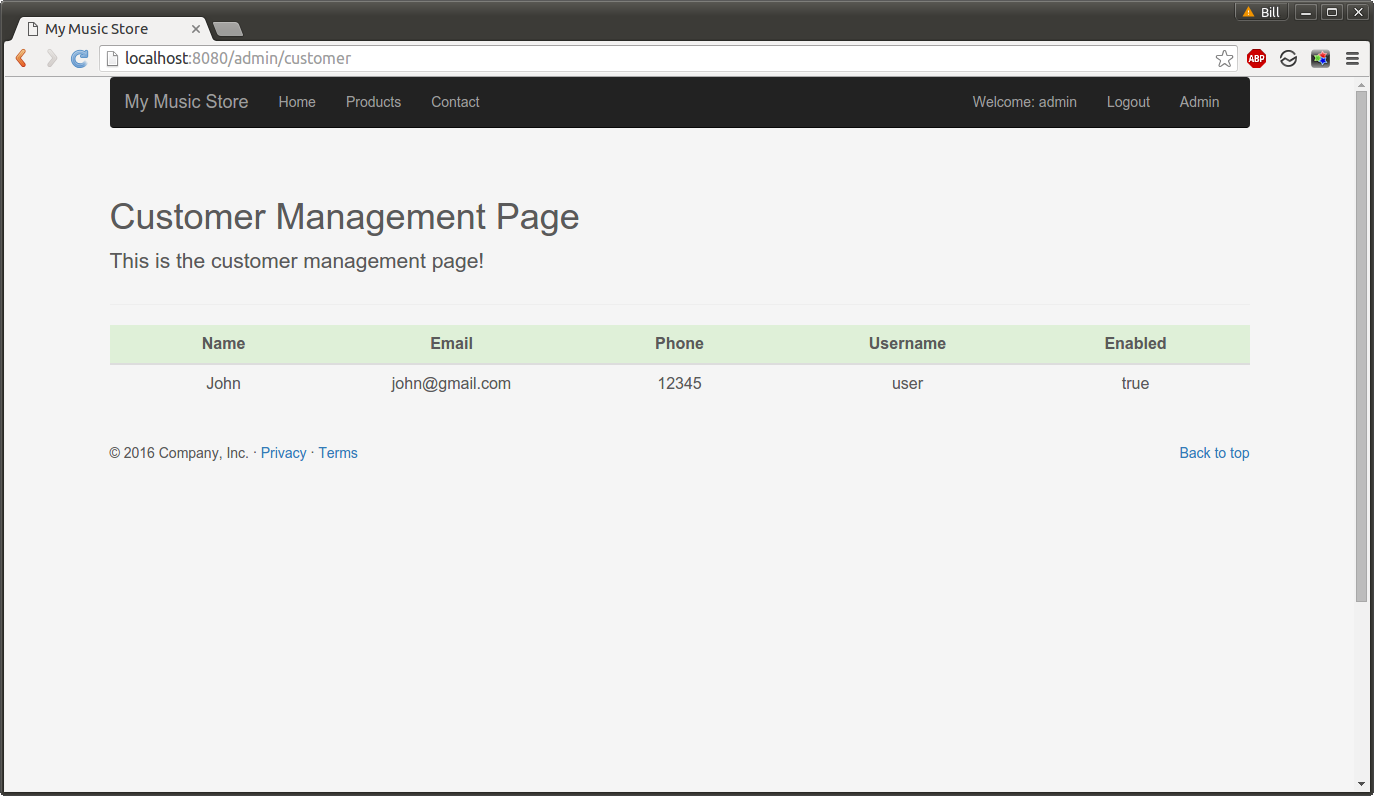 Bill
My Music Store
localhost:8080/admin/customer
ABP
My Music Store Home Products Contact Welcome: admin Logout Admin
Customer Management Page
This is the customer management page!
Name Email Phone Username Enabled
John john@gmail.com 12345 user true
© 2016 Company, Inc. · Privacy · Terms Back to top